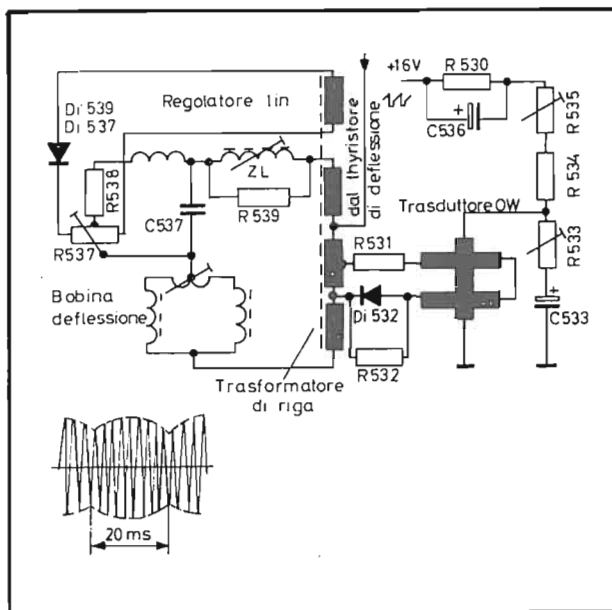 +16V
R 530
C536
+
R 535
R 534
Di 539
Di 537
Regolatore lin
dal thyristore
di deflessione
Trasduttore OW
R538
ZL
R 539
C537
R537
R531
R533
+
C533
Bobina
deflessione
Di 532
R532
Trasformatore
di riga
20 ms